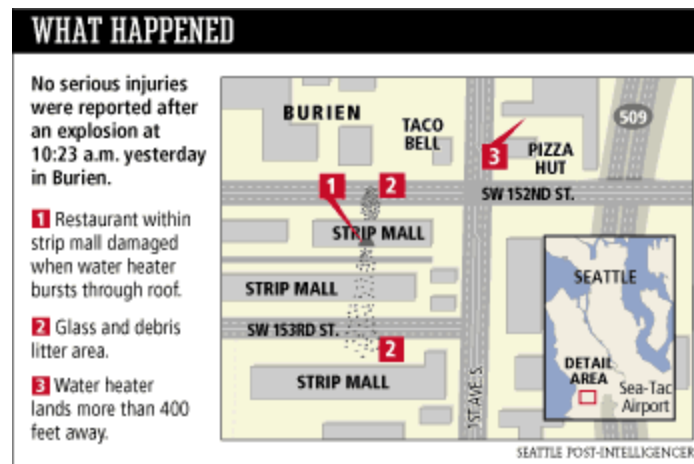 WHAT HAPPENED
No serious injuries
were reported after
an explosion at
10:23 a.m. yesterday
in Burien.
1 Restaurant within
strip mall damaged
when water heater
bursts through roof.
2 Glass and debris
litter area.
3 Water heater
lands more than 400
feet away.
BURIEN
TACO
BELL
3
PIZZA
HUT
509
1
2
SW 152ND ST.
STRIP MALL
STRIP MALL
SW 153RD ST.
2
STRIP MALL
1ST AVE. S.
SEATTLE
DETAIL
AREA
Sea-Tac
Airport
SEATTLE POST-INTELLIGENCER